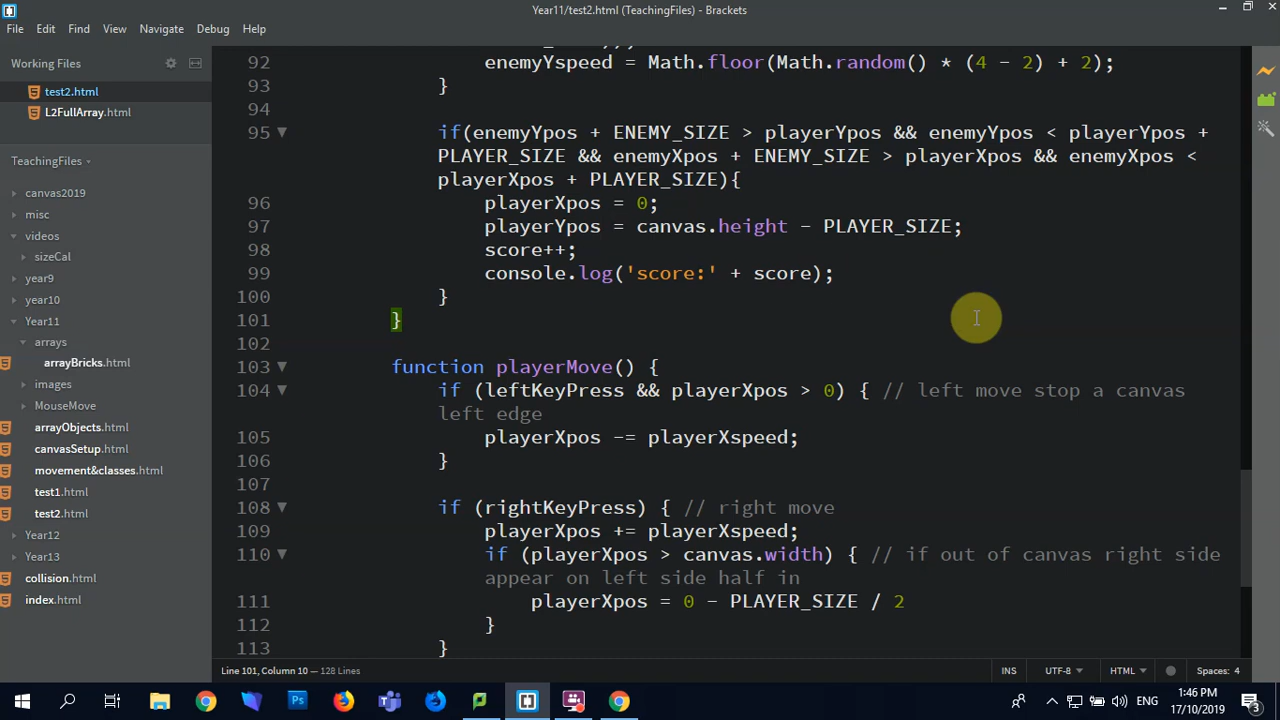 Year11/test2.html (TeachingFiles) - Brackets
File Edit Find View Navigate Debug Help
Working Files
test2.html
L2FullArray.html
TeachingFiles
canvas2019
misc
videos
sizeCal
year9
year10
Year11
arrays
arrayBricks.html
images
MouseMove
arrayObjects.html
canvasSetup.html
movement&classes.html
test1.html
test2.html
Year12
Year13
collision.html
index.html
92 enemyYspeed = Math.floor(Math.random() * (4 - 2) + 2);
93 }
94
95 if(enemyYpos + ENEMY_SIZE > playerYpos && enemyYpos < playerYpos +
PLAYER_SIZE && enemyXpos + ENEMY_SIZE > playerXpos && enemyXpos <
playerXpos + PLAYER_SIZE){
96 playerXpos = 0;
97 playerYpos = canvas.height - PLAYER_SIZE;
98 score++;
99 console.log('score:' + score);
100 }
101 }
102
103 function playerMove() {
104 if (leftKeyPress && playerXpos > 0) { // left move stop a canvas
left edge
105 playerXpos -= playerXspeed;
106 }
107
108 if (rightKeyPress) { // right move
109 playerXpos += playerXspeed;
110 if (playerXpos > canvas.width) { // if out of canvas right side
appear on left side half in
111 playerXpos = 0 - PLAYER_SIZE / 2
112 }
113 }
Line 101, Column 10 — 128 Lines
INS UTF-8 HTML Spaces: 4
ENG
1:46 PM
17/10/2019
3